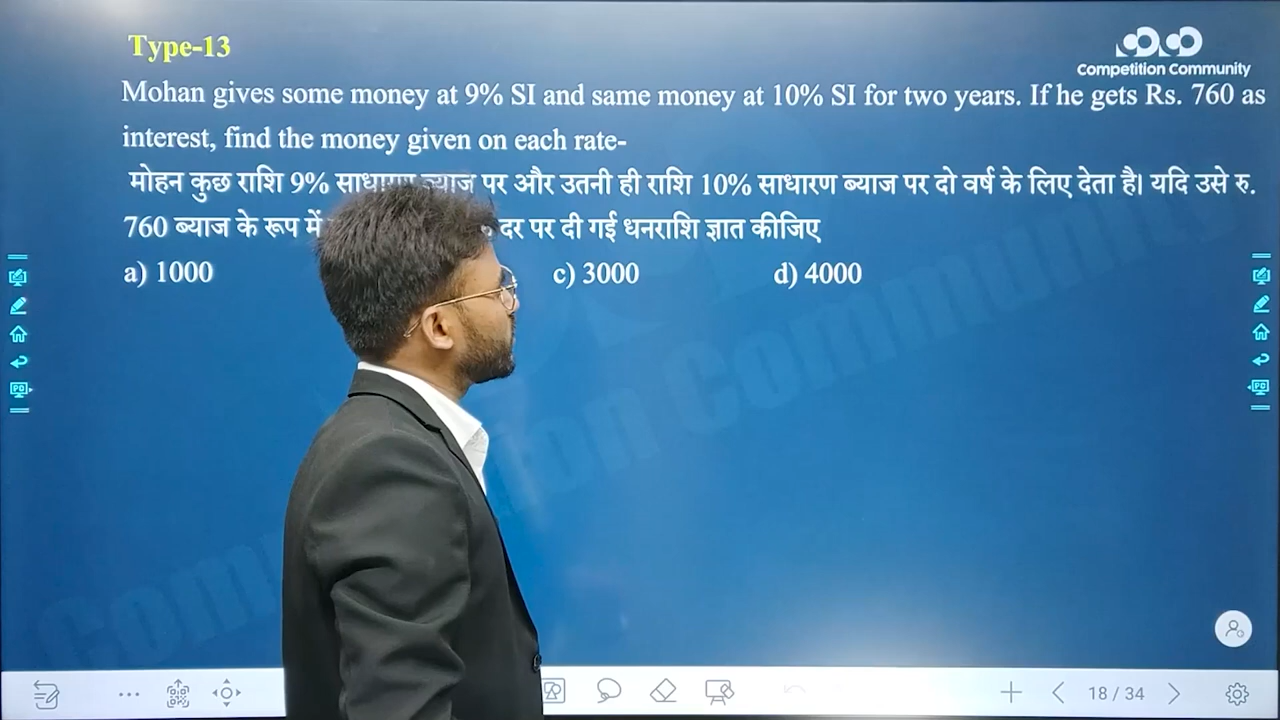 Type-13
Competition Community
Mohan gives some money at 9% SI and same money at 10% SI for two years. If he gets Rs. 760 as
interest, find the money given on each rate-
मोहन कुछ राशि 9% साधारण ब्याज पर और उतनी ही राशि 10% साधारण ब्याज पर दो वर्ष के लिए देता है। यदि उसे रु.
760 ब्याज के रूप में दर पर दी गई धनराशि ज्ञात कीजिए
a) 1000 c) 3000 d) 4000
18 / 34